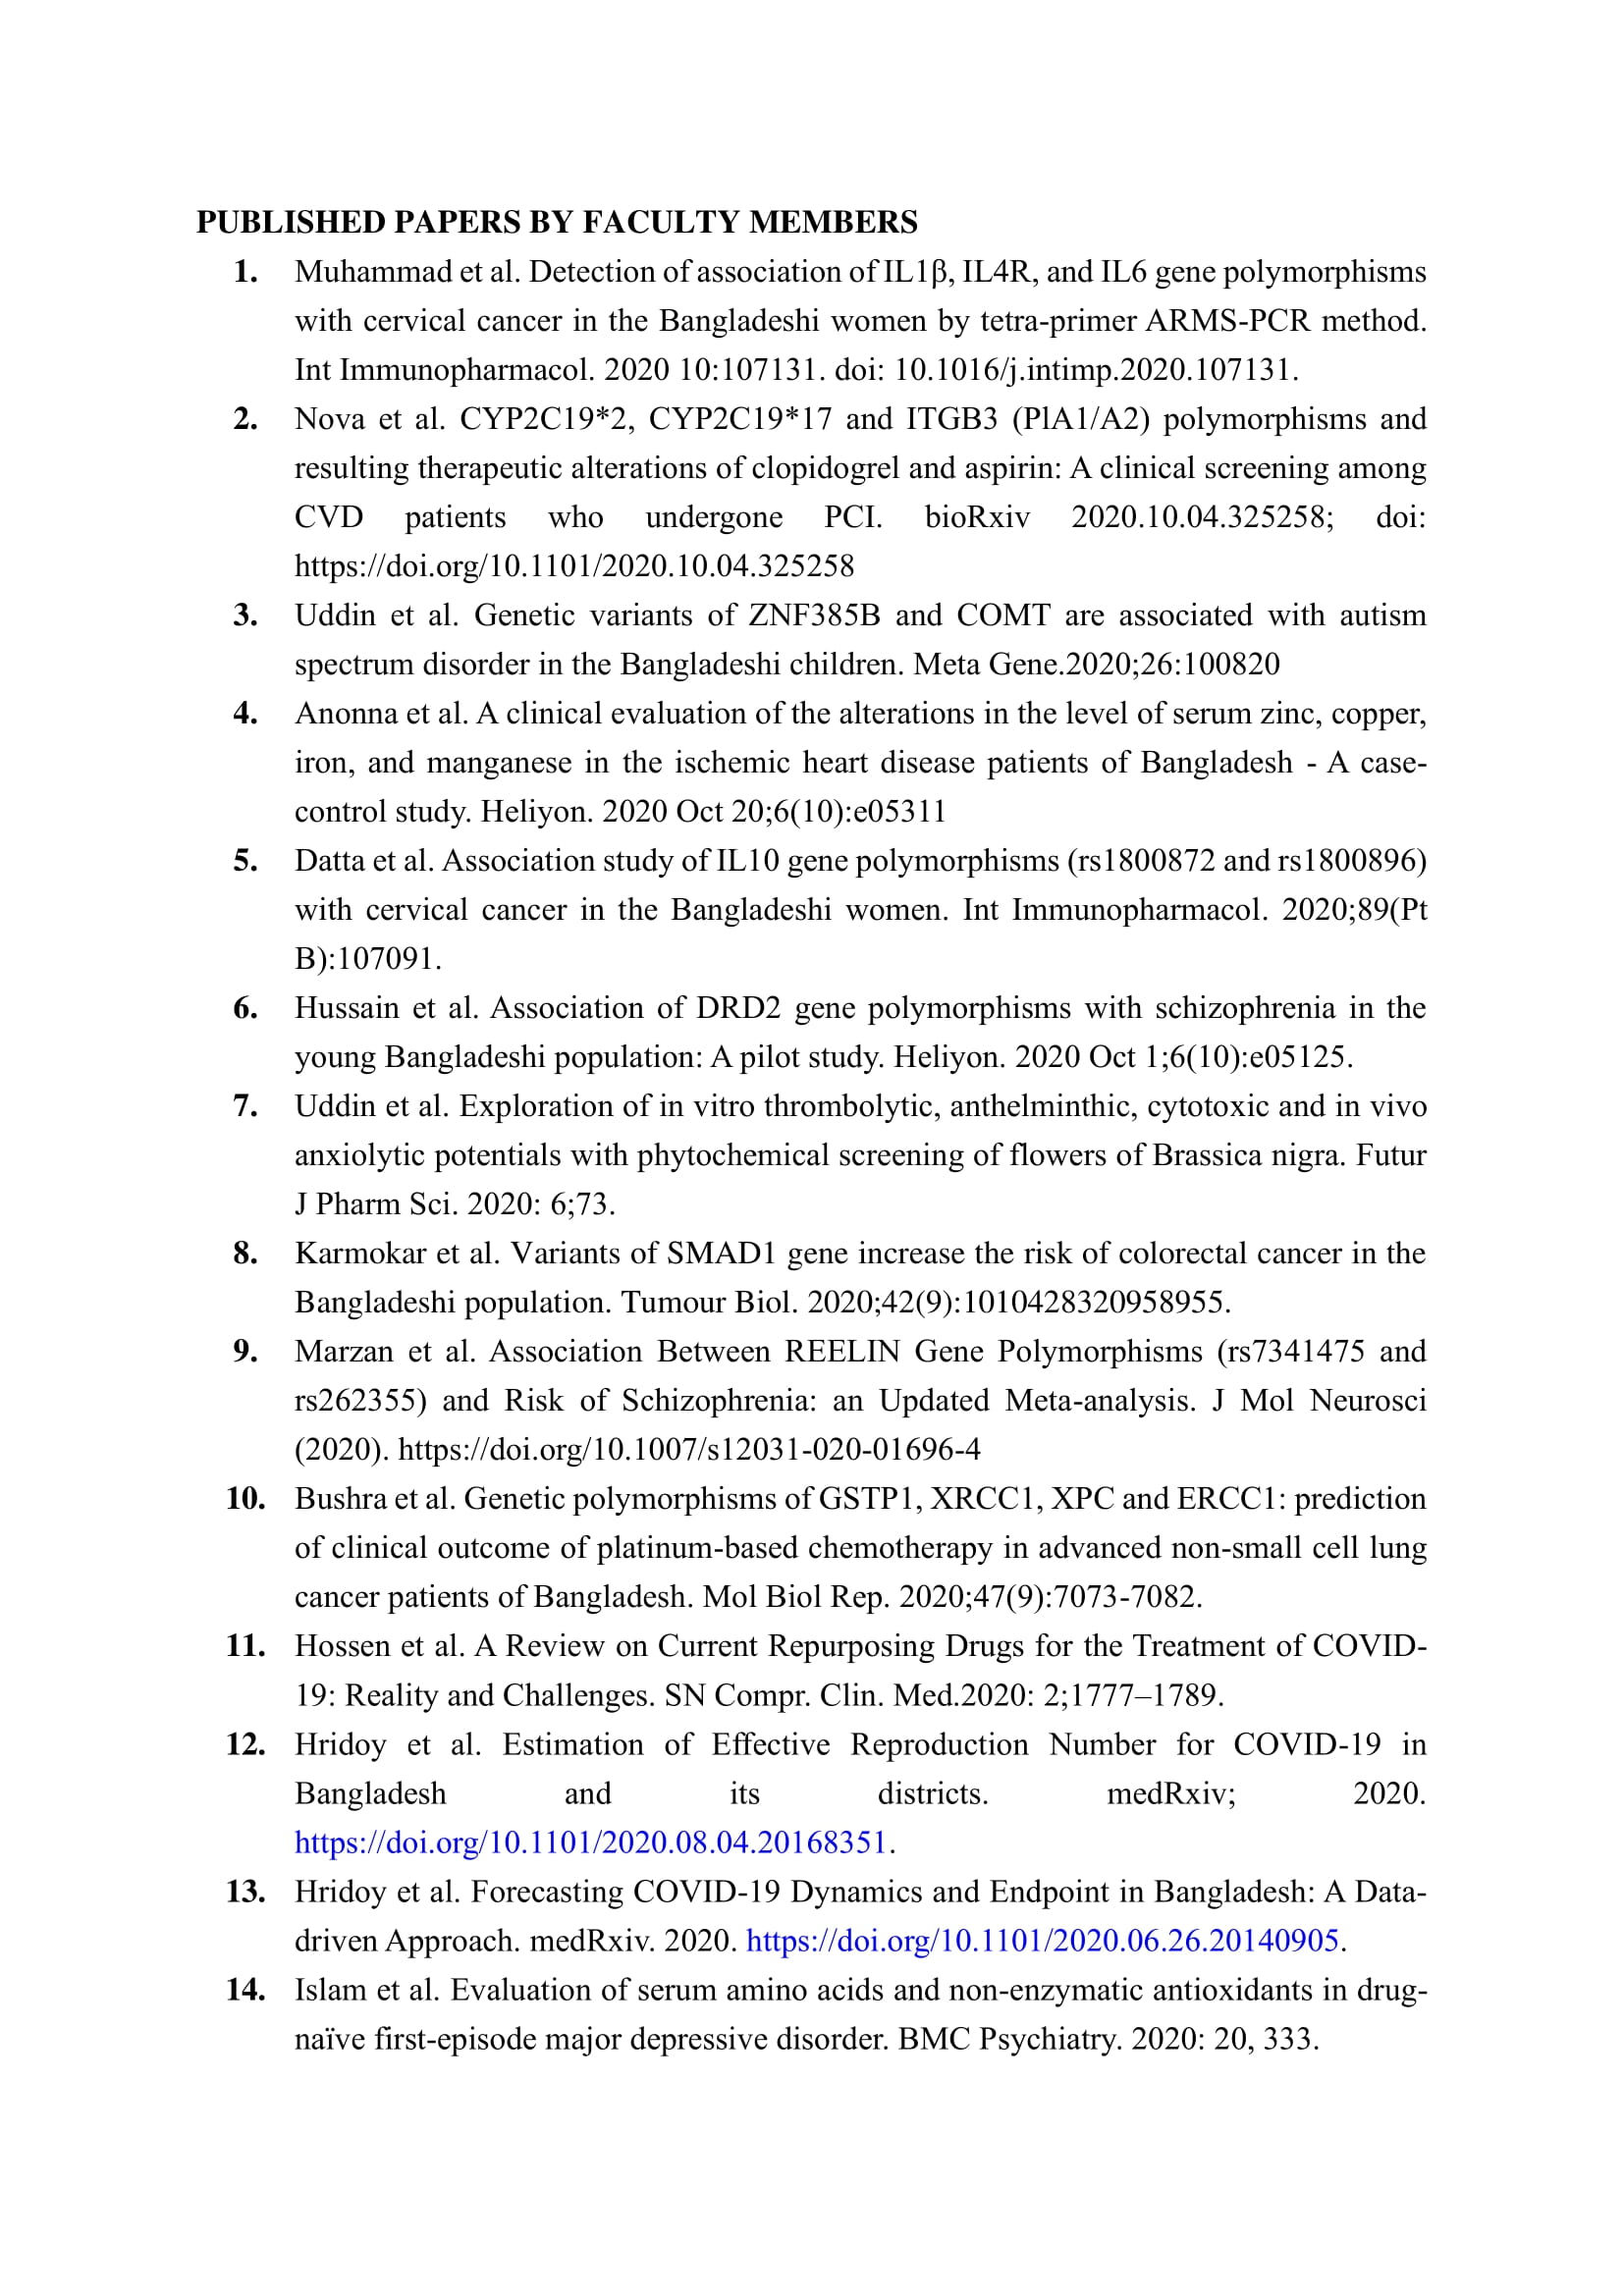 PUBLISHED PAPERS BY FACULTY MEMBERS
1. Muhammad et al. Detection of association of IL1β, IL4R, and IL6 gene polymorphisms
with cervical cancer in the Bangladeshi women by tetra-primer ARMS-PCR method.
Int Immunopharmacol. 2020 10:107131. doi: 10.1016/j.intimp.2020.107131.
2. Nova et al. CYP2C19*2, CYP2C19*17 and ITGB3 (PlA1/A2) polymorphisms and
resulting therapeutic alterations of clopidogrel and aspirin: A clinical screening among
CVD patients who undergone PCI. bioRxiv 2020.10.04.325258; doi:
https://doi.org/10.1101/2020.10.04.325258
3. Uddin et al. Genetic variants of ZNF385B and COMT are associated with autism
spectrum disorder in the Bangladeshi children. Meta Gene.2020;26:100820
4. Anonna et al. A clinical evaluation of the alterations in the level of serum zinc, copper,
iron, and manganese in the ischemic heart disease patients of Bangladesh - A case-
control study. Heliyon. 2020 Oct 20;6(10):e05311
5. Datta et al. Association study of IL10 gene polymorphisms (rs1800872 and rs1800896)
with cervical cancer in the Bangladeshi women. Int Immunopharmacol. 2020;89(Pt
B):107091.
6. Hussain et al. Association of DRD2 gene polymorphisms with schizophrenia in the
young Bangladeshi population: A pilot study. Heliyon. 2020 Oct 1;6(10):e05125.
7. Uddin et al. Exploration of in vitro thrombolytic, anthelminthic, cytotoxic and in vivo
anxiolytic potentials with phytochemical screening of flowers of Brassica nigra. Futur
J Pharm Sci. 2020: 6;73.
8. Karmokar et al. Variants of SMAD1 gene increase the risk of colorectal cancer in the
Bangladeshi population. Tumour Biol. 2020;42(9):1010428320958955.
9. Marzan et al. Association Between REELIN Gene Polymorphisms (rs7341475 and
rs262355) and Risk of Schizophrenia: an Updated Meta-analysis. J Mol Neurosci
(2020). https://doi.org/10.1007/s12031-020-01696-4
10. Bushra et al. Genetic polymorphisms of GSTP1, XRCC1, XPC and ERCC1: prediction
of clinical outcome of platinum-based chemotherapy in advanced non-small cell lung
cancer patients of Bangladesh. Mol Biol Rep. 2020;47(9):7073-7082.
11. Hossen et al. A Review on Current Repurposing Drugs for the Treatment of COVID-
19: Reality and Challenges. SN Compr. Clin. Med.2020: 2;1777–1789.
12. Hridoy et al. Estimation of Effective Reproduction Number for COVID-19 in
Bangladesh and its districts. medRxiv; 2020.
https://doi.org/10.1101/2020.08.04.20168351.
13. Hridoy et al. Forecasting COVID-19 Dynamics and Endpoint in Bangladesh: A Data-
driven Approach. medRxiv. 2020. https://doi.org/10.1101/2020.06.26.20140905.
14. Islam et al. Evaluation of serum amino acids and non-enzymatic antioxidants in drug-
naïve first-episode major depressive disorder. BMC Psychiatry. 2020: 20, 333.